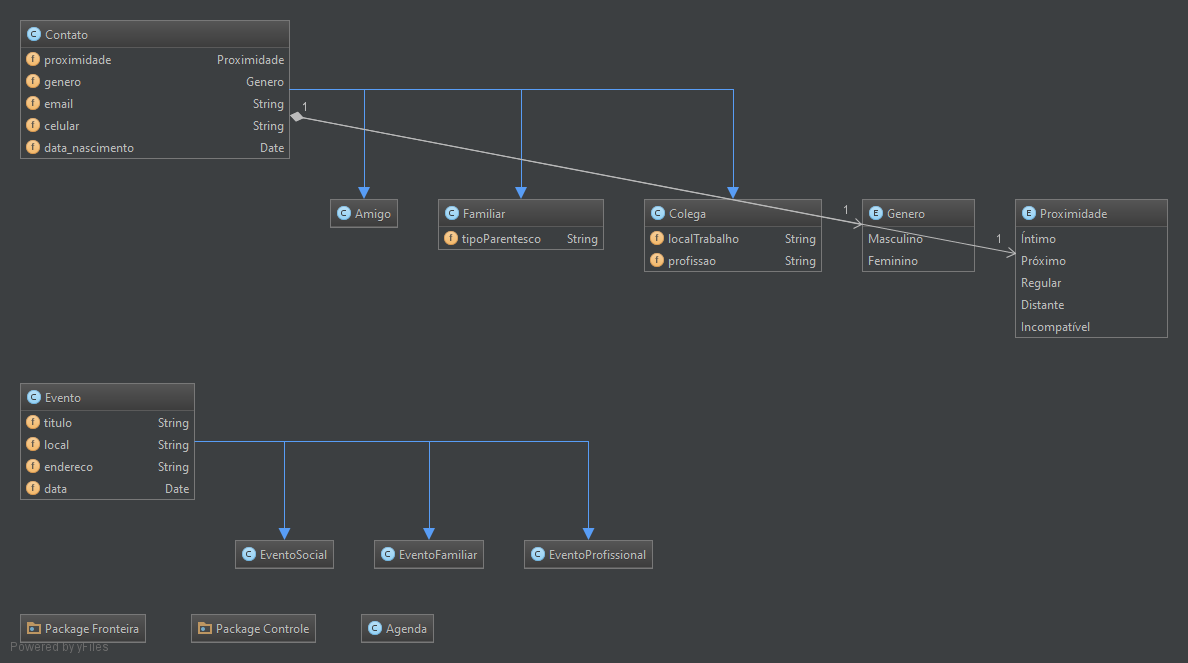 Contato
proximidade Proximidade
genero Genero
email String
celular String
data_nascimento Date
1
Amigo
Familiar
tipoParentesco String
Colega
localTrabalho String
profissao String
1
Genero
Masculino
Feminino
1
Proximidade
Íntimo
Próximo
Regular
Distante
Incompatível
Evento
titulo String
local String
endereco String
data Date
EventoSocial
EventoFamiliar
EventoProfissional
Package Fronteira
Package Controle
Agenda
Powered by yFiles